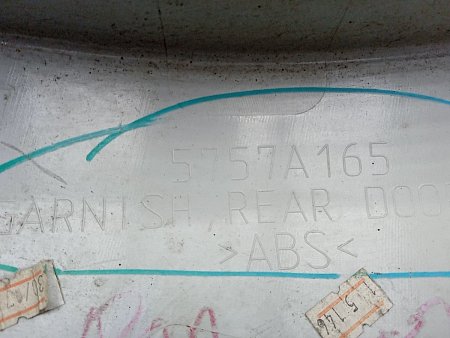 5757A165
GARNISH, REAR DOO
>ABS<